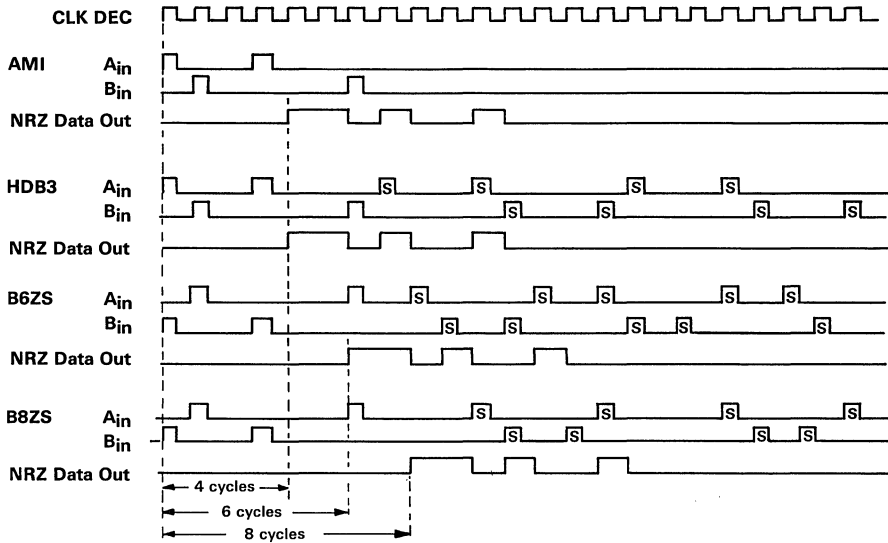 CLK DEC
AMI Ain
Bin
NRZ Data Out
HDB3 Ain S S S S
Bin S S S S
NRZ Data Out
B6ZS Ain S S S S S
Bin S S S S S
NRZ Data Out
B8ZS Ain S S S S
Bin S S S S
NRZ Data Out
4 cycles
6 cycles
8 cycles